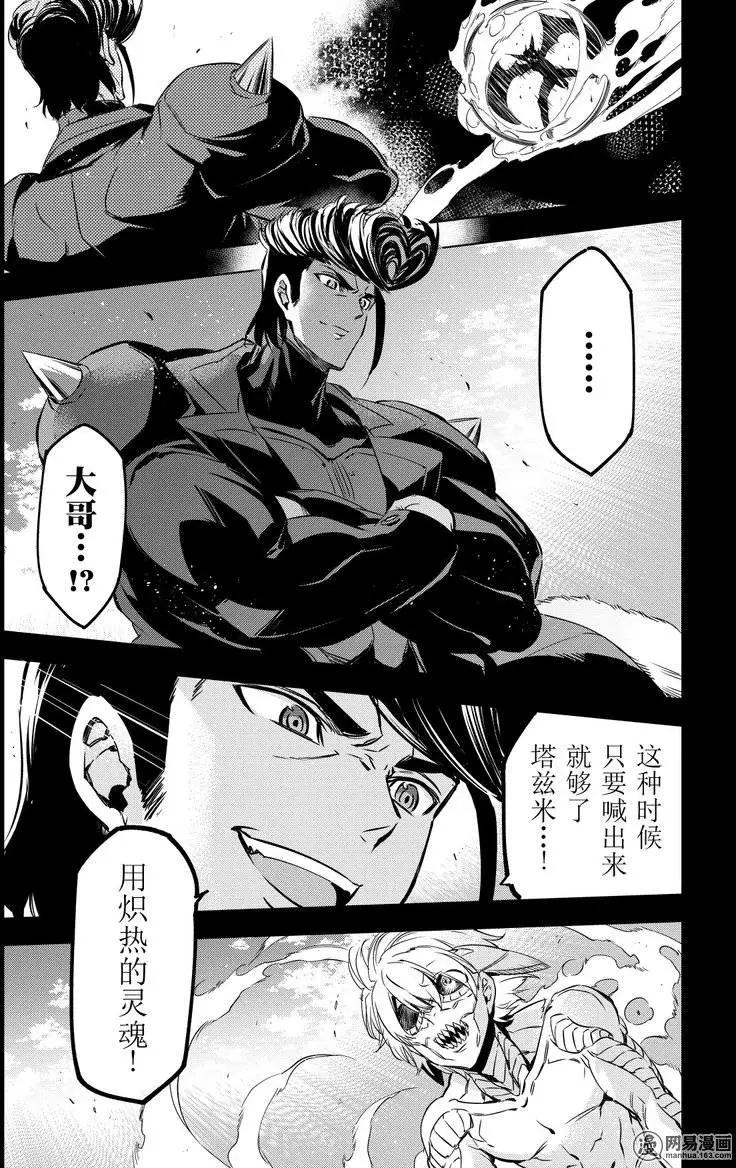 ……
大哥…!?
这种时候
只要喊出来
就够了
塔兹米…!
用炽热的灵魂!
漫
网易漫画
manhua.163.com